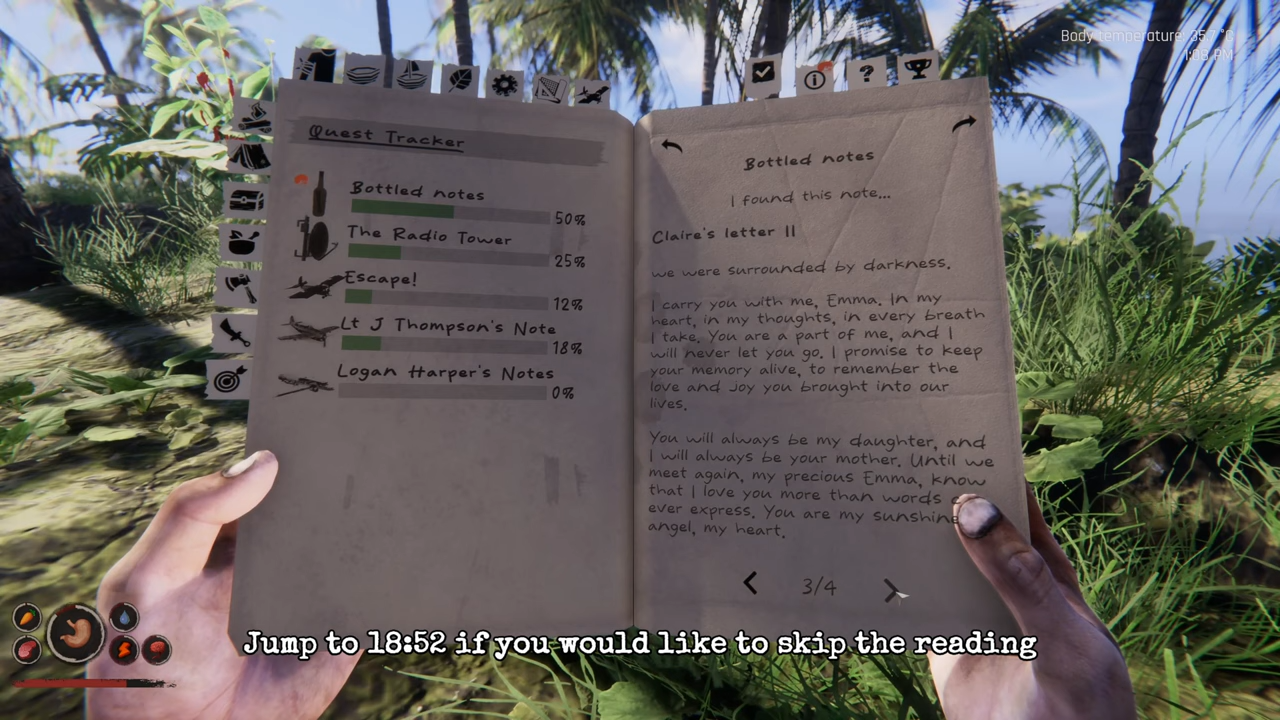 Body temperature: 35.7 °C
1:08 PM
Quest Tracker
Bottled notes
50%
The Radio Tower
25%
Escape!
12%
Lt J Thompson's Note
18%
Logan Harper's Notes
0%
Bottled notes
I found this note...
Claire's letter II
we were surrounded by darkness.
I carry you with me, Emma. In my
heart, in my thoughts, in every breath
I take. You are a part of me, and I
will never let you go. I promise to keep
your memory alive, to remember the
love and joy you brought into our
lives.
You will always be my daughter, and
I will always be your mother. Until we
meet again, my precious Emma, know
that I love you more than words
ever express. You are my sunshine
angel, my heart.
3/4
Jump to 18:52 if you would like to skip the reading